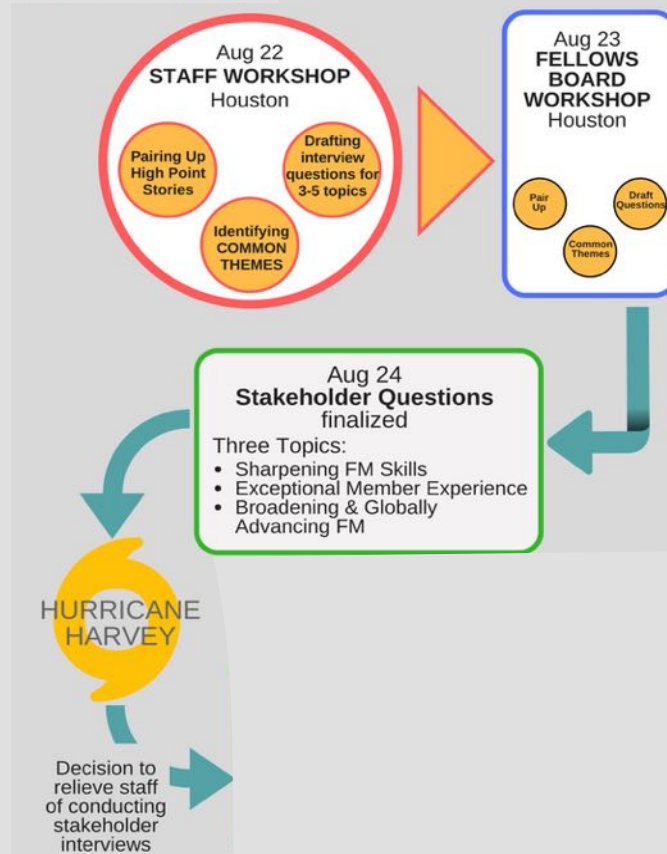 Aug 22
STAFF WORKSHOP
Houston
Pairing Up
High Point
Stories
Drafting
interview
questions for
3-5 topics
Identifying
COMMON
THEMES
Aug 23
FELLOWS
BOARD
WORKSHOP
Houston
Pair
Up
Draft
Questions
Common
Themes
Aug 24
Stakeholder Questions
finalized
Three Topics:
• Sharpening FM Skills
• Exceptional Member Experience
• Broadening & Globally
Advancing FM
HURRICANE
HARVEY
Decision to
relieve staff
of conducting
stakeholder
interviews